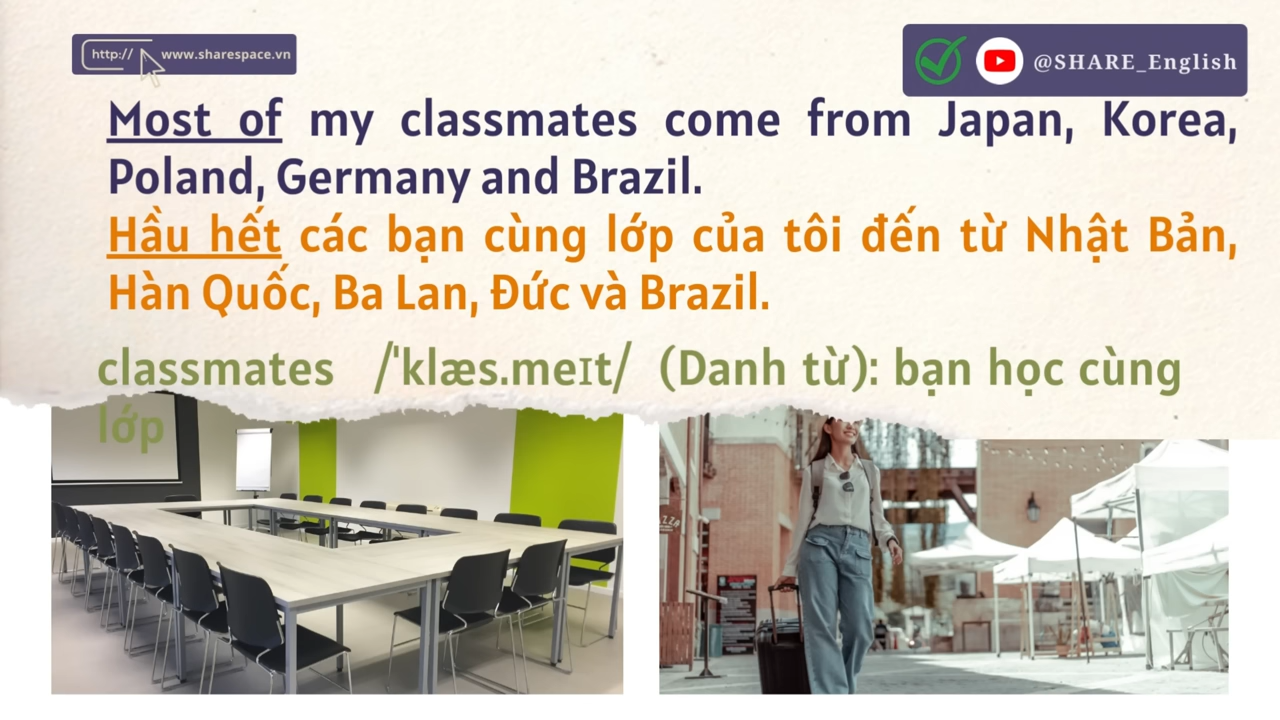 http:// www.sharespace.vn
@SHARE_English
Most of my classmates come from Japan, Korea,
Poland, Germany and Brazil.
Hầu hết các bạn cùng lớp của tôi đến từ Nhật Bản,
Hàn Quốc, Ba Lan, Đức và Brazil.
classmates /ˈklæs.meɪt/ (Danh từ): bạn học cùng
lớp